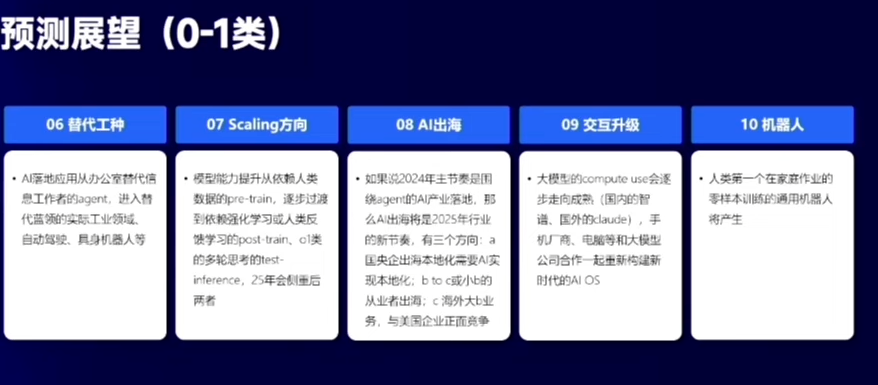 预测展望（0-1类）
06 替代工种
• AI落地应用从办公室替代信
息工作者的agent，进入替
代蓝领的实际工业领域、
自动驾驶、具身机器人等
07 Scaling方向
• 模型能力提升从依赖人类
数据的pre-train，逐步过渡
到依赖强化学习或人类反
馈学习的post-train、o1类
的多轮思考的test-
inference，25年会侧重后
两者
08 AI出海
• 如果说2024年主节奏是围
绕agent的AI产业落地，那
么AI出海将是2025年行业
的新节奏，有三个方向：a
国央企出海本地化需要AI实
现本地化；b to c或小b的
从业者出海；c 海外大b业
务，与美国企业正面竞争
09 交互升级
• 大模型的compute use会逐
步走向成熟（国内的智
谱、国外的claude），手
机厂商、电脑等和大模型
公司合作一起重新构建新
时代的AI OS
10 机器人
• 人类第一个在家庭作业的
零样本训练的通用机器人
将产生